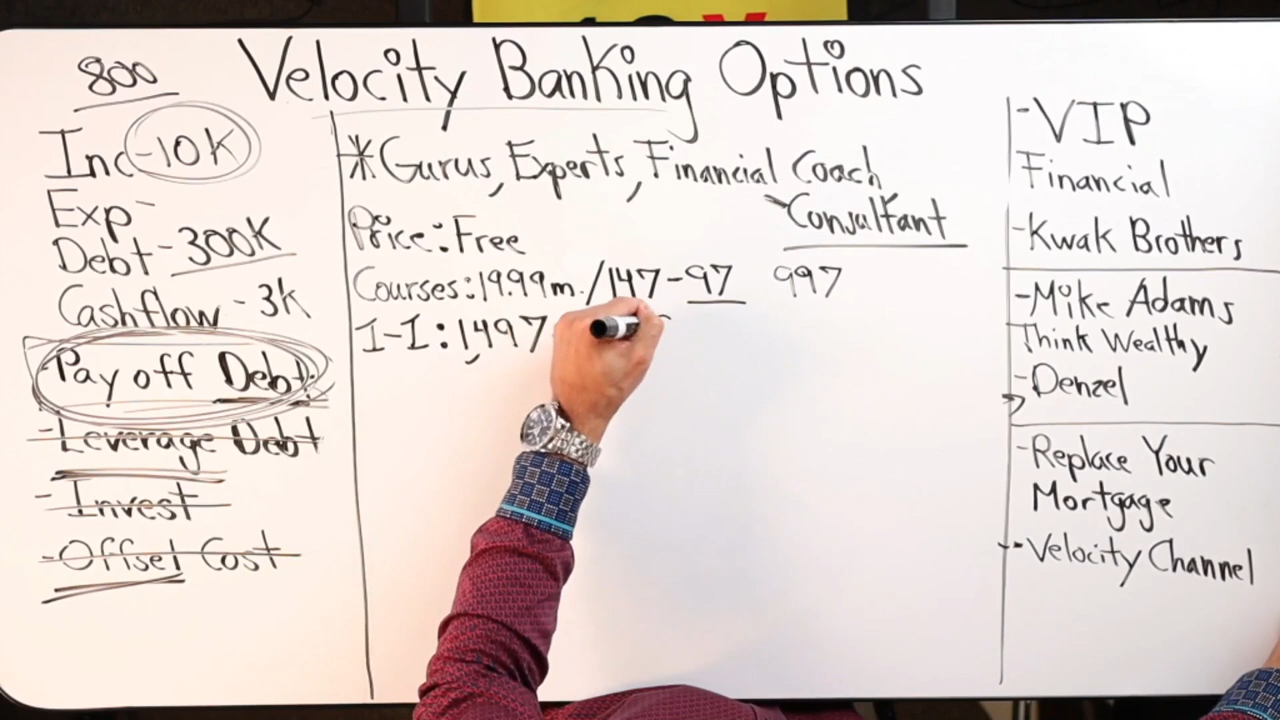 Velocity Banking Options
800
Inc-10K
Exp-
Debt-300K
Cashflow-3K
Pay off Debt
-Leverage Debt
-Invest
-Offset Cost
*Gurus, Experts, Financial Coach
-Consultant
Price: Free
Courses: 19.99m. / 147-97 997
1-1: 1,497
-VIP
Financial
-Kwak Brothers
-Mike Adams
Think Wealthy
-Denzel
-Replace Your
Mortgage
-Velocity Channel